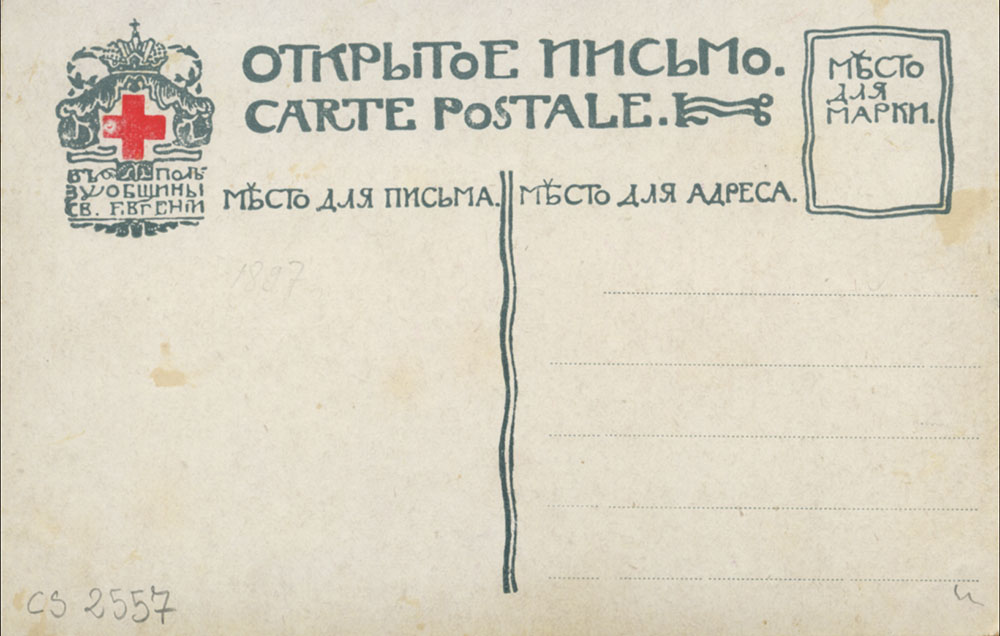 ОТКРЫТОЕ ПИСЬМО.
CARTE POSTALE.
МѢСТО
ДЛЯ
МАРКИ.
ВЪ ПОЛЬ
ЗУ ОБЩИНЫ
СВ. ЕВГЕНІИ
МѢСТО ДЛЯ ПИСЬМА.
МѢСТО ДЛЯ АДРЕСА.
1897
CS 2557